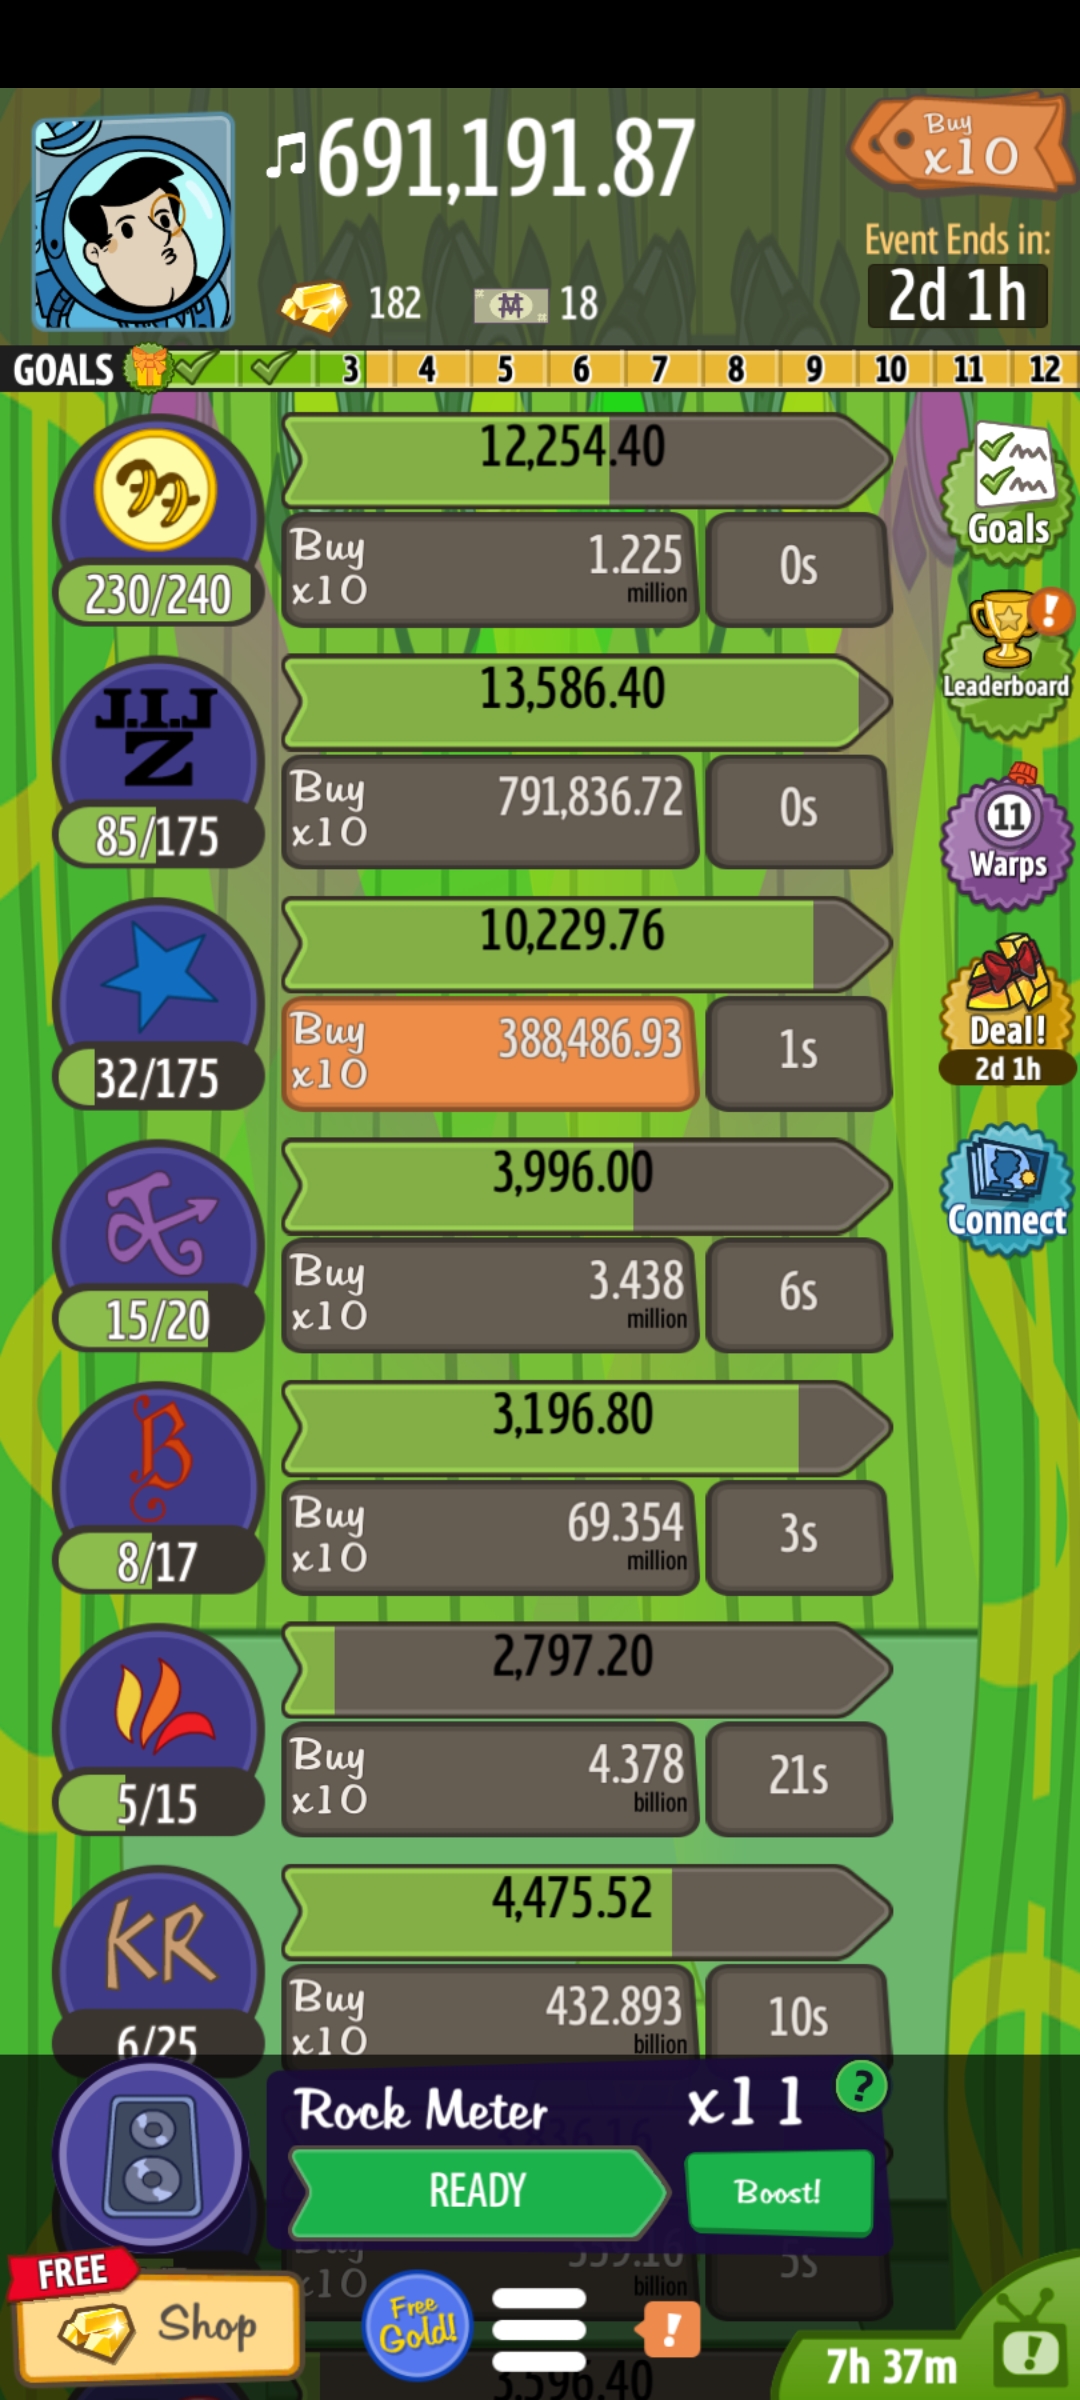 691,191.87
Buy
x10
Event Ends in:
2d 1h
182
18
GOALS 3 4 5 6 7 8 9 10 11 12
12,254.40
230/240
Buy
x10
1.225
million
0s
Goals
13,586.40
J.I.J
Z
85/175
Buy
x10
791,836.72
0s
Leaderboard
11
Warps
10,229.76
32/175
Buy
x10
388,486.93
1s
Deal!
2d 1h
3,996.00
15/20
Buy
x10
3.438
million
6s
Connect
3,196.80
B
8/17
Buy
x10
69.354
million
3s
2,797.20
5/15
Buy
x10
4.378
billion
21s
4,475.52
KR
6/25
Buy
x10
432.893
billion
10s
Rock Meter
x11
?
READY
Boost!
Buy
x10
559.16
billion
5s
FREE
Shop
Free
Gold!
!
3,596.40
7h 37m
!